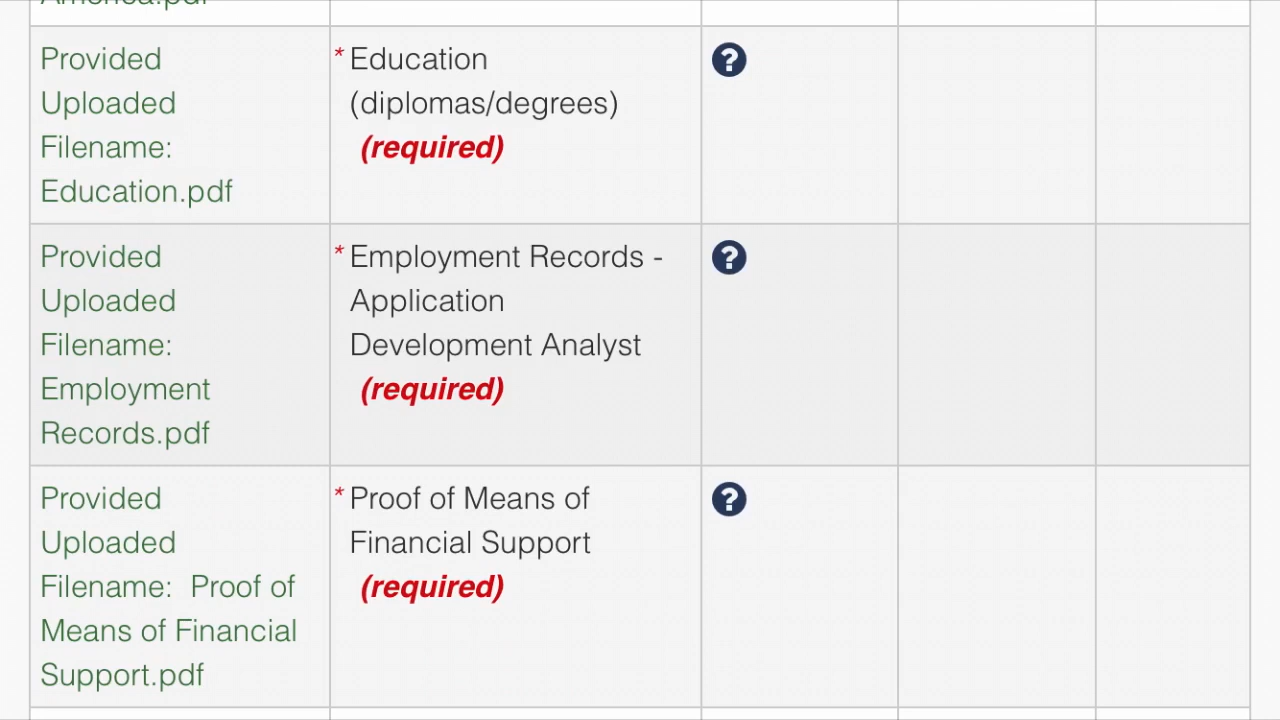 America.pdf
Provided
Uploaded
Filename:
Education.pdf
* Education
(diplomas/degrees)
(required)
?
Provided
Uploaded
Filename:
Employment
Records.pdf
* Employment Records -
Application
Development Analyst
(required)
?
Provided
Uploaded
Filename: Proof of
Means of Financial
Support.pdf
* Proof of Means of
Financial Support
(required)
?